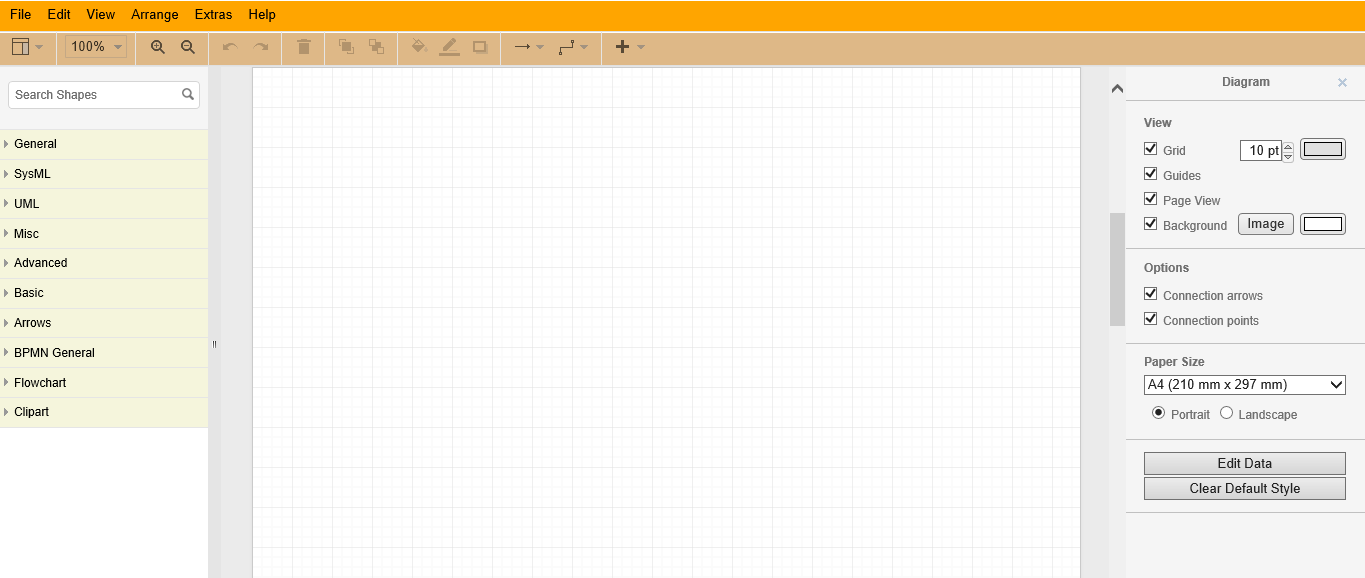 File Edit View Arrange Extras Help
100%
Search Shapes
General
SysML
UML
Misc
Advanced
Basic
Arrows
BPMN General
Flowchart
Clipart
Diagram
View
Grid 10 pt
Guides
Page View
Background Image
Options
Connection arrows
Connection points
Paper Size
A4 (210 mm x 297 mm)
Portrait Landscape
Edit Data
Clear Default Style